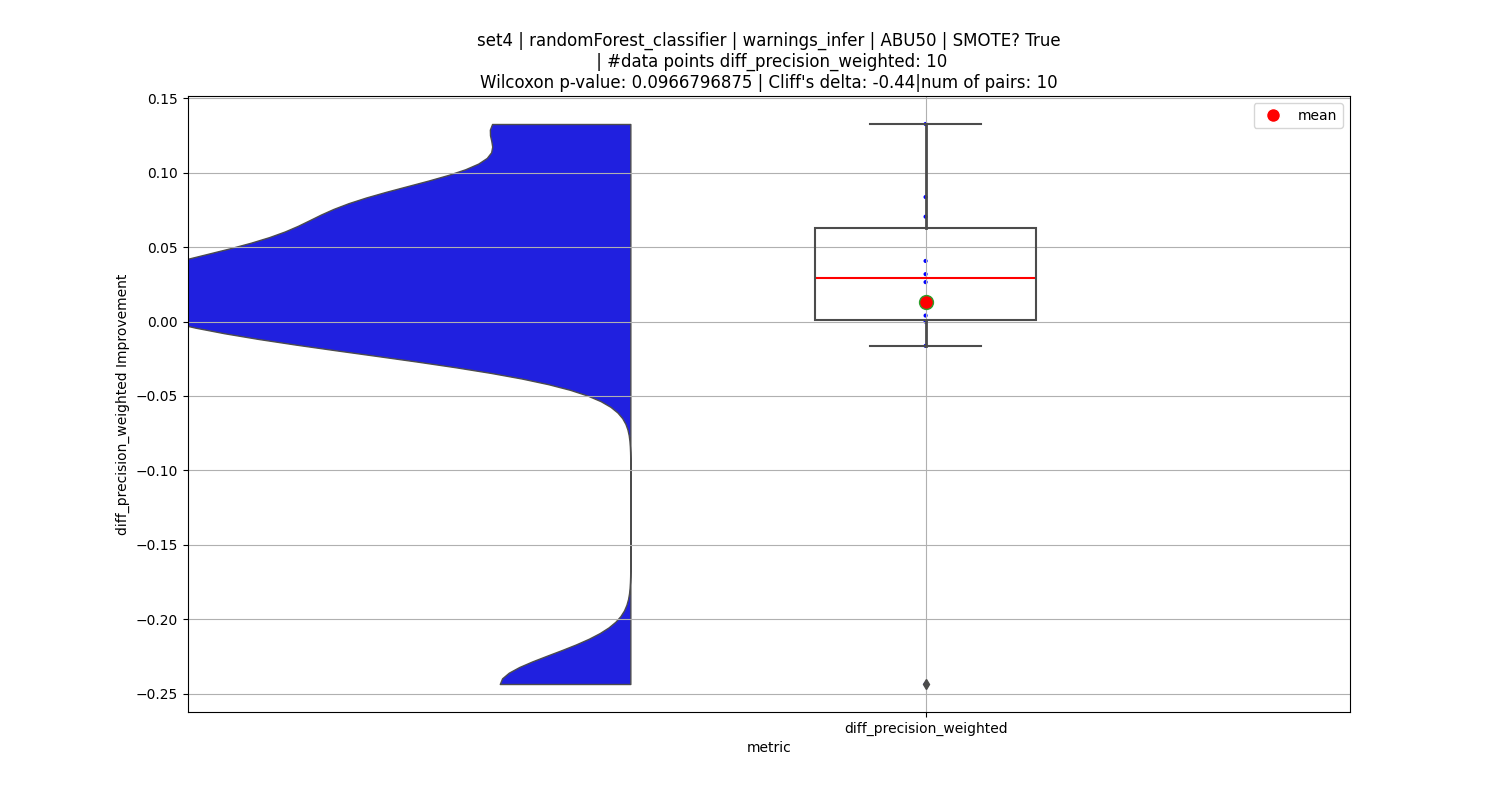 set4 | randomForest_classifier | warnings_infer | ABU50 | SMOTE? True
| #data points diff_precision_weighted: 10
Wilcoxon p-value: 0.0966796875 | Cliff's delta: -0.44|num of pairs: 10
mean
0.15
0.10
0.05
0.00
−0.05
−0.10
−0.15
−0.20
−0.25
diff_precision_weighted Improvement
diff_precision_weighted
metric